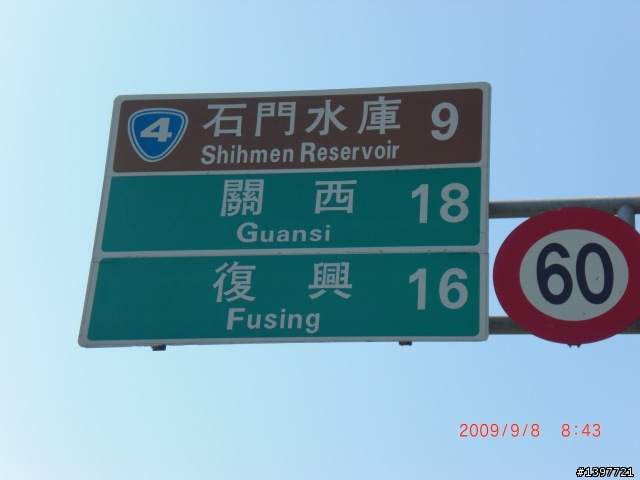 4 石門水庫 9
Shihmen Reservoir
關西 18
Guansi
復興 16
Fusing
60
2009/9/8 8:43
#1397721